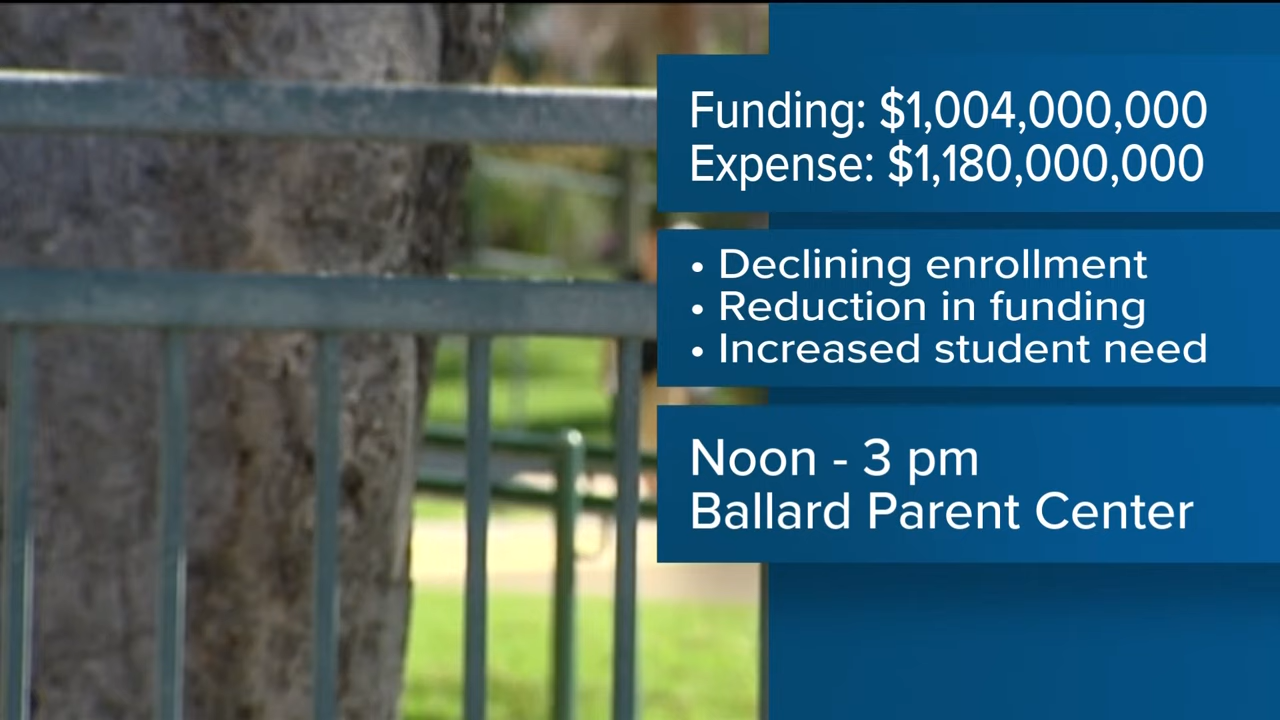 Funding: $1,004,000,000
Expense: $1,180,000,000
• Declining enrollment
• Reduction in funding
• Increased student need
Noon - 3 pm
Ballard Parent Center